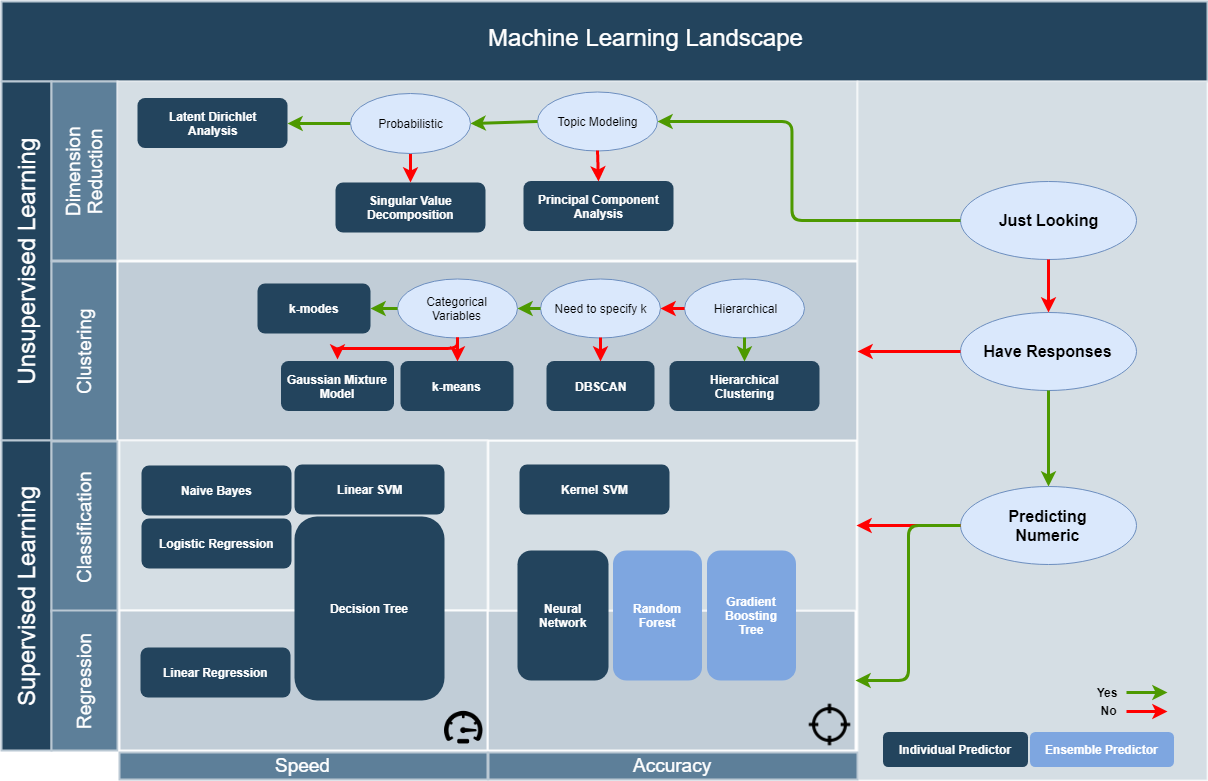 Machine Learning Landscape
Unsupervised Learning
Dimension
Reduction
Latent Dirichlet
Analysis
Probabilistic
Topic Modeling
Singular Value
Decomposition
Principal Component
Analysis
Just Looking
Clustering
k-modes
Categorical
Variables
Need to specify k
Hierarchical
Gaussian Mixture
Model
k-means
DBSCAN
Hierarchical
Clustering
Have Responses
Supervised Learning
Classification
Naive Bayes
Linear SVM
Kernel SVM
Logistic Regression
Decision Tree
Neural
Network
Random
Forest
Gradient
Boosting
Tree
Predicting
Numeric
Regression
Linear Regression
Yes
No
Individual Predictor
Ensemble Predictor
Speed
Accuracy